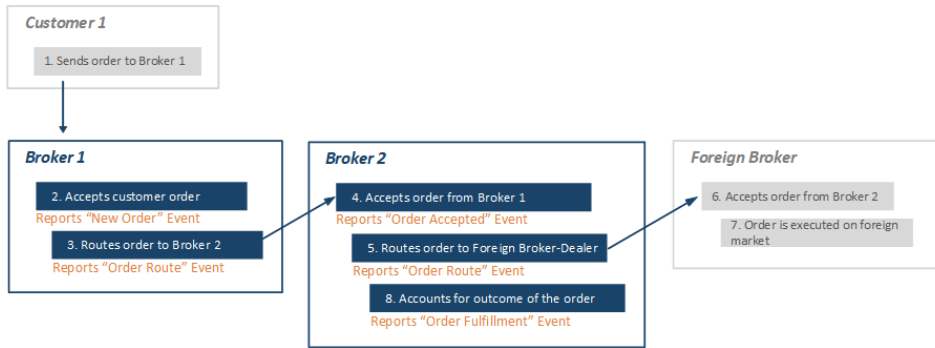 Customer 1
1. Sends order to Broker 1
Broker 1
2. Accepts customer order
Reports “New Order” Event
3. Routes order to Broker 2
Reports “Order Route” Event
Broker 2
4. Accepts order from Broker 1
Reports “Order Accepted” Event
5. Routes order to Foreign Broker-Dealer
Reports “Order Route” Event
8. Accounts for outcome of the order
Reports “Order Fulfillment” Event
Foreign Broker
6. Accepts order from Broker 2
7. Order is executed on foreign
market